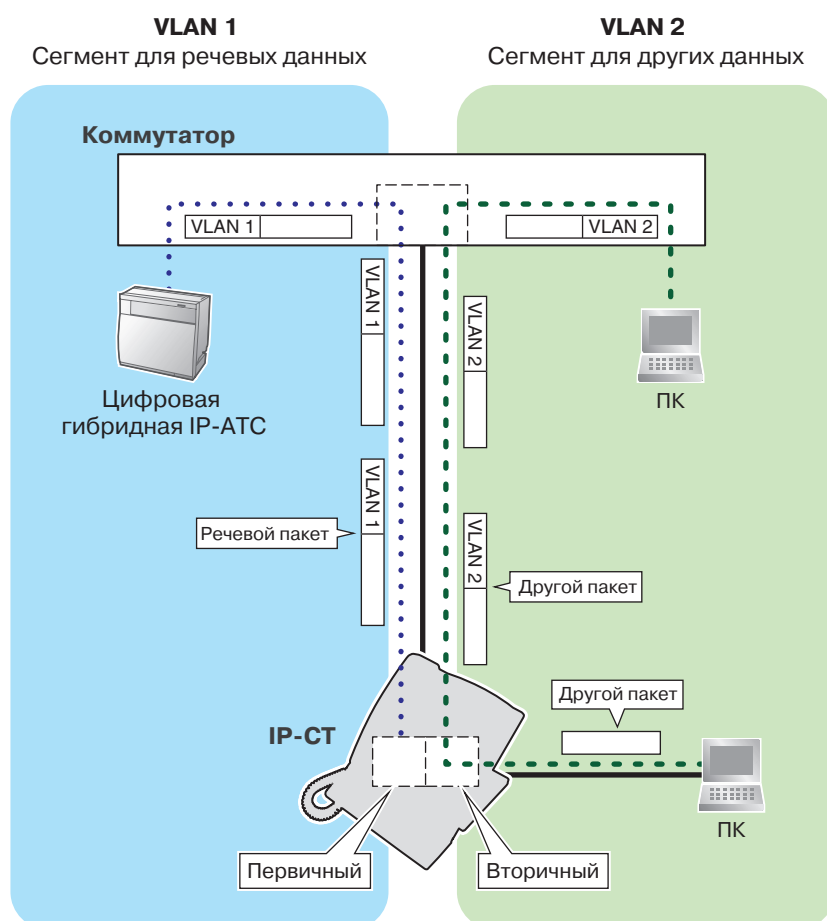 VLAN 1
Сегмент для речевых данных
VLAN 2
Сегмент для других данных
Коммутатор
VLAN 1
VLAN 2
VLAN 1
VLAN 2
Цифровая
гибридная IP-АТС
ПК
VLAN 1
Речевой пакет
VLAN 2
Другой пакет
Другой пакет
IP-СТ
ПК
Первичный
Вторичный